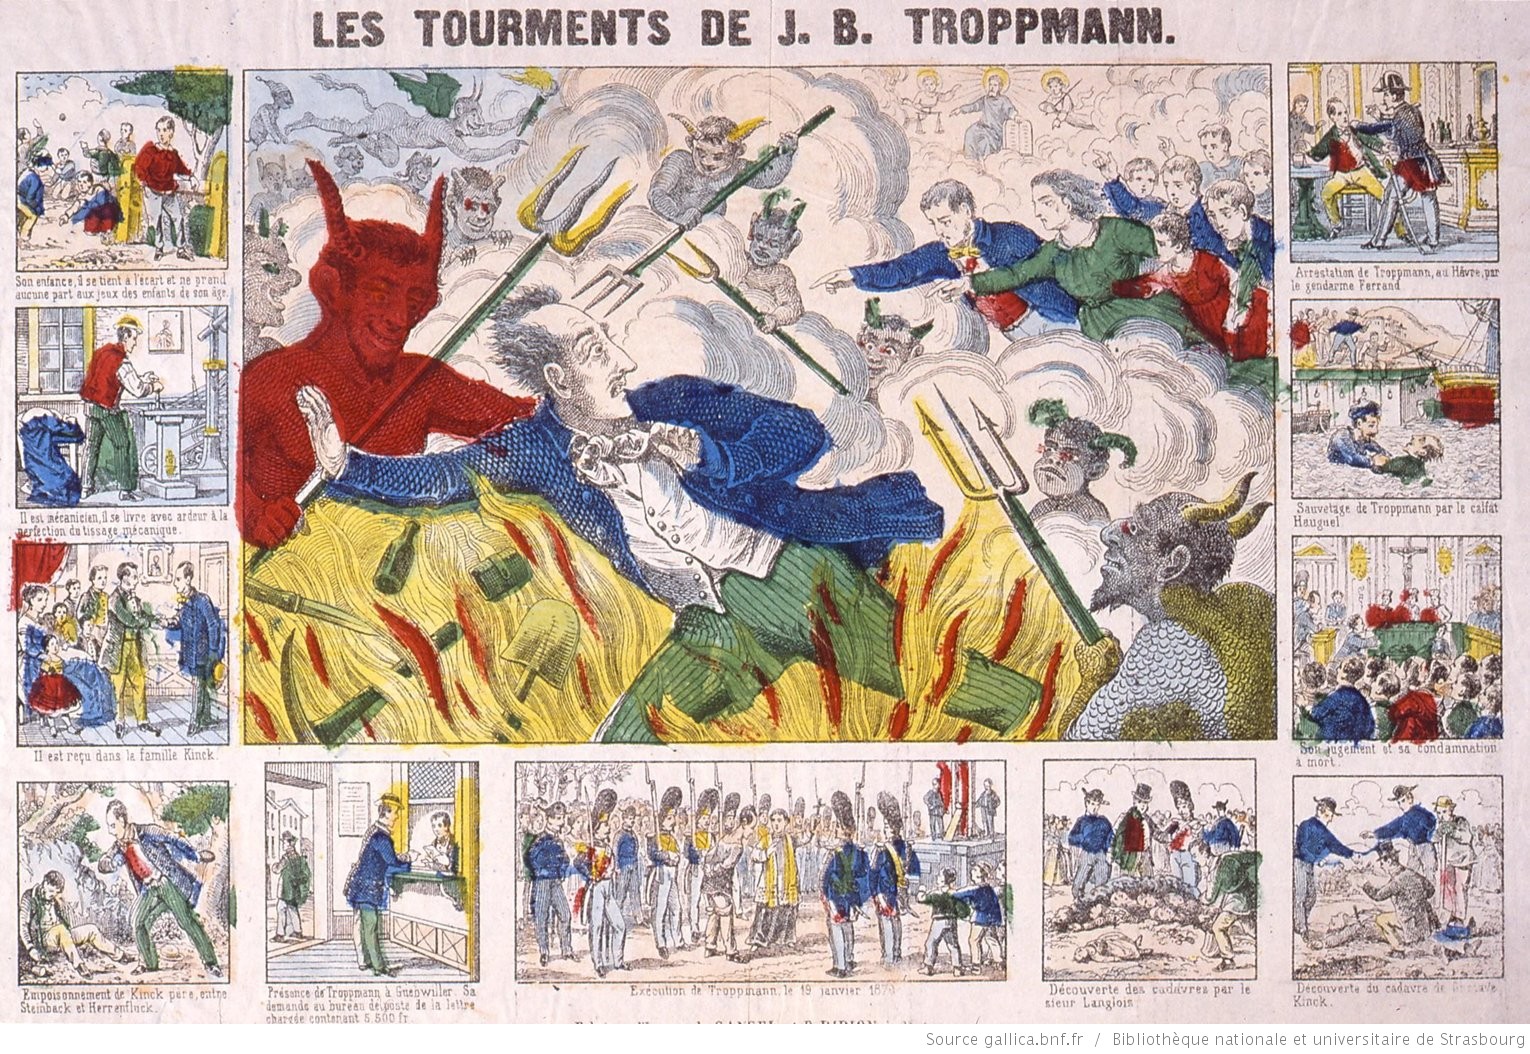 LES TOURMENTS DE J. B. TROPPMANN.
Son enfance, il se tient à l'écart et ne prend
aucune part aux jeux des enfants de son âge.
Il est mécanicien, il se livre avec ardeur à la
perfection du tissage mécanique.
Il est reçu dans la famille Kinck.
Empoisonnement de Kinck père, entre
Steinback et Herrenfluck.
Présence de Troppmann à Guebwiller. Sa
demande au bureau de poste de la lettre
chargée contenant 5,500 fr.
Exécution de Troppmann, le 19 janvier 1870.
Découverte des cadavres par le
sieur Langlois
Arrestation de Troppmann, au Hâvre, par
le gendarme Ferrand
Sauvetage de Troppmann par le calfat
Hauguel
Son jugement et sa condamnation
à mort.
Découverte du cadavre de Gustave
Kinck.
Source gallica.bnf.fr / Bibliothèque nationale et universitaire de Strasbourg